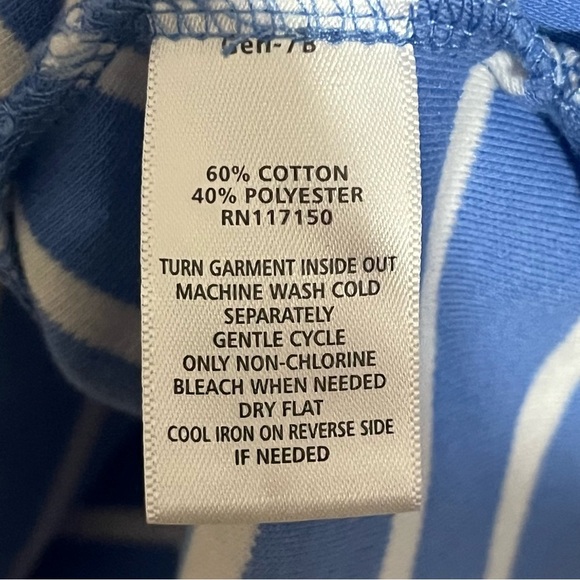 60% COTTON
40% POLYESTER
RN117150
TURN GARMENT INSIDE OUT
MACHINE WASH COLD
SEPARATELY
GENTLE CYCLE
ONLY NON-CHLORINE
BLEACH WHEN NEEDED
DRY FLAT
COOL IRON ON REVERSE SIDE
IF NEEDED